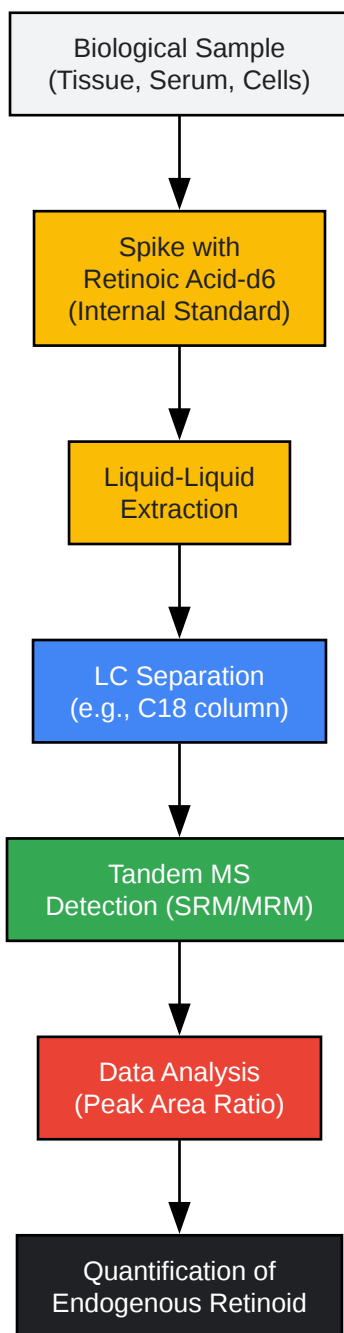 Biological Sample
(Tissue, Serum, Cells)
Spike with
Retinoic Acid-d6
(Internal Standard)
Liquid-Liquid
Extraction
LC Separation
(e.g., C18 column)
Tandem MS
Detection (SRM/MRM)
Data Analysis
(Peak Area Ratio)
Quantification of
Endogenous Retinoid